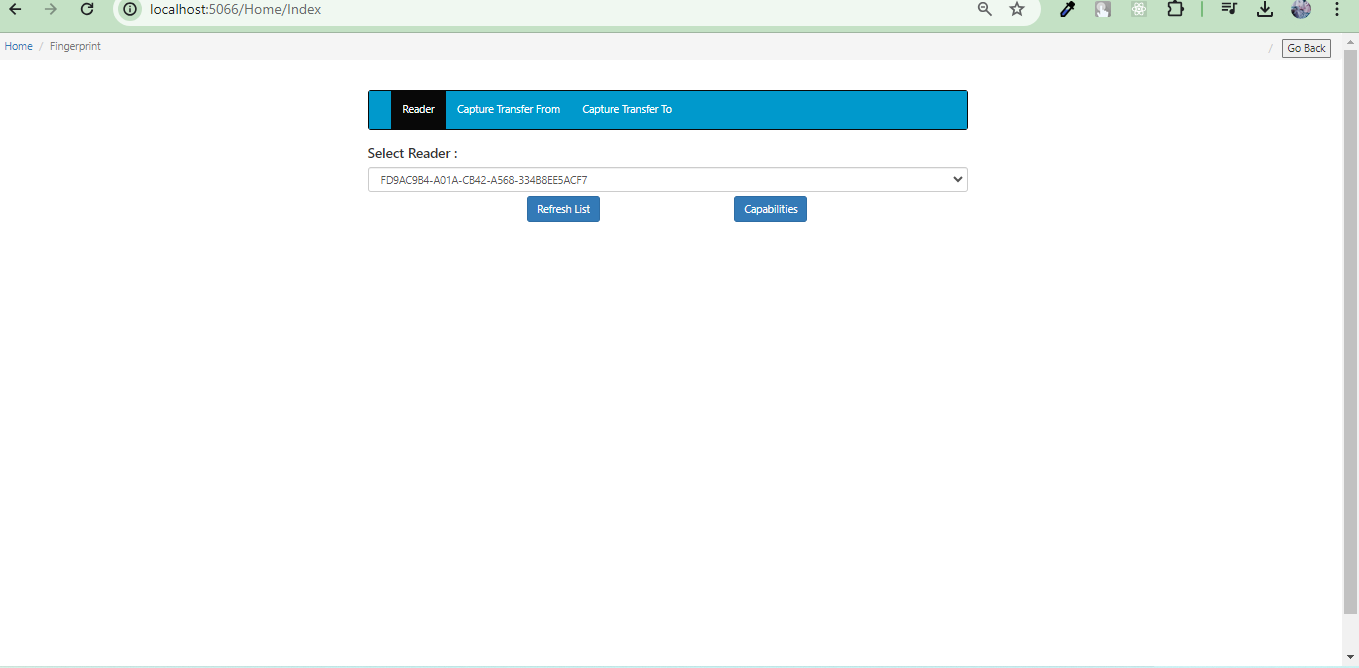 localhost:5066/Home/Index
Home / Fingerprint
/ Go Back
Reader Capture Transfer From Capture Transfer To
Select Reader :
FD9AC9B4-A01A-CB42-A568-334B8EE5ACF7
Refresh List Capabilities